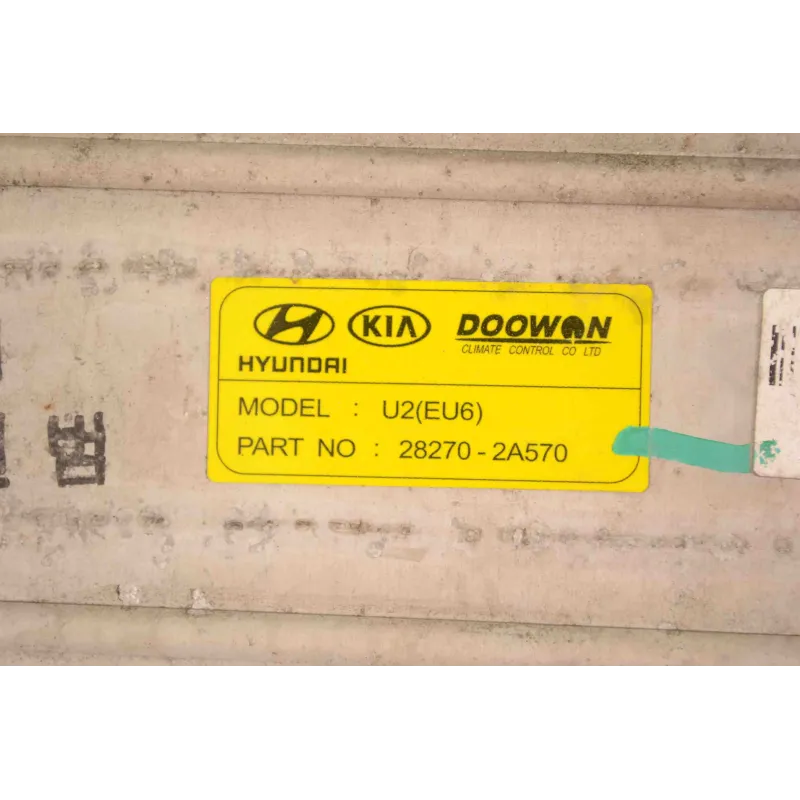 KIA DOOWON
CLIMATE CONTROL CO LTD
HYUNDAI
MODEL : U2(EU6)
PART NO : 28270-2A570